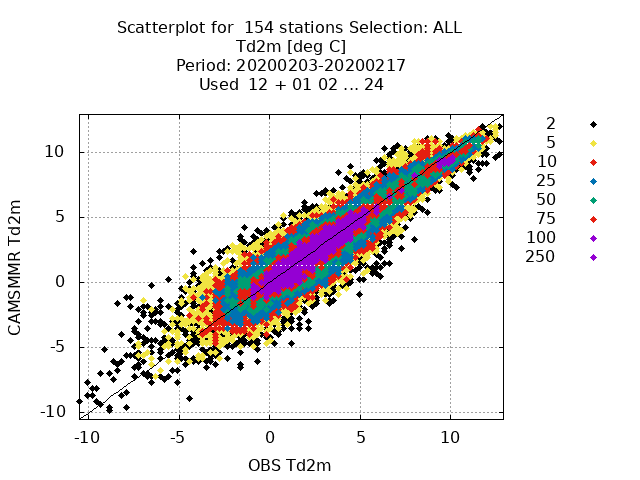 Scatterplot for  154 stations Selection: ALL
Td2m [deg C]
Period: 20200203-20200217
Used  12 + 01 02 ... 24
2
5
10
25
50
75
100
250
10
5
0
-5
-10
CAMSMMR Td2m
-10 -5 0 5 10
OBS Td2m